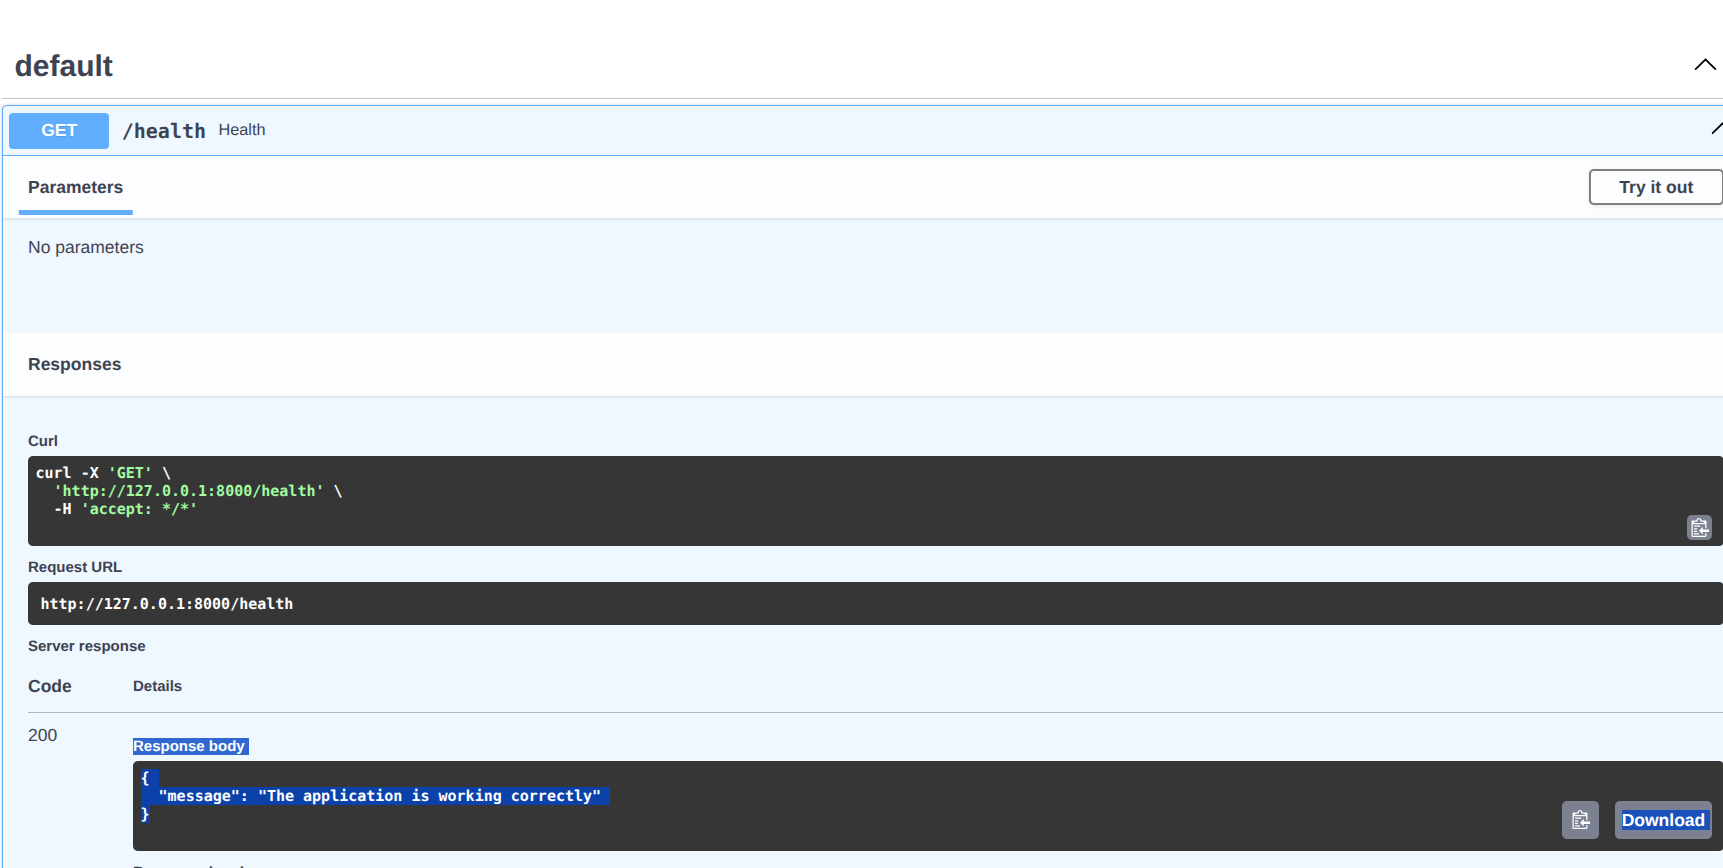 default
GET /health Health
Parameters
Try it out
No parameters
Responses
Curl
curl -X 'GET' \
  'http://127.0.0.1:8000/health' \
  -H 'accept: */*'
Request URL
http://127.0.0.1:8000/health
Server response
Code Details
200
Response body
{
  "message": "The application is working correctly"
}
Download